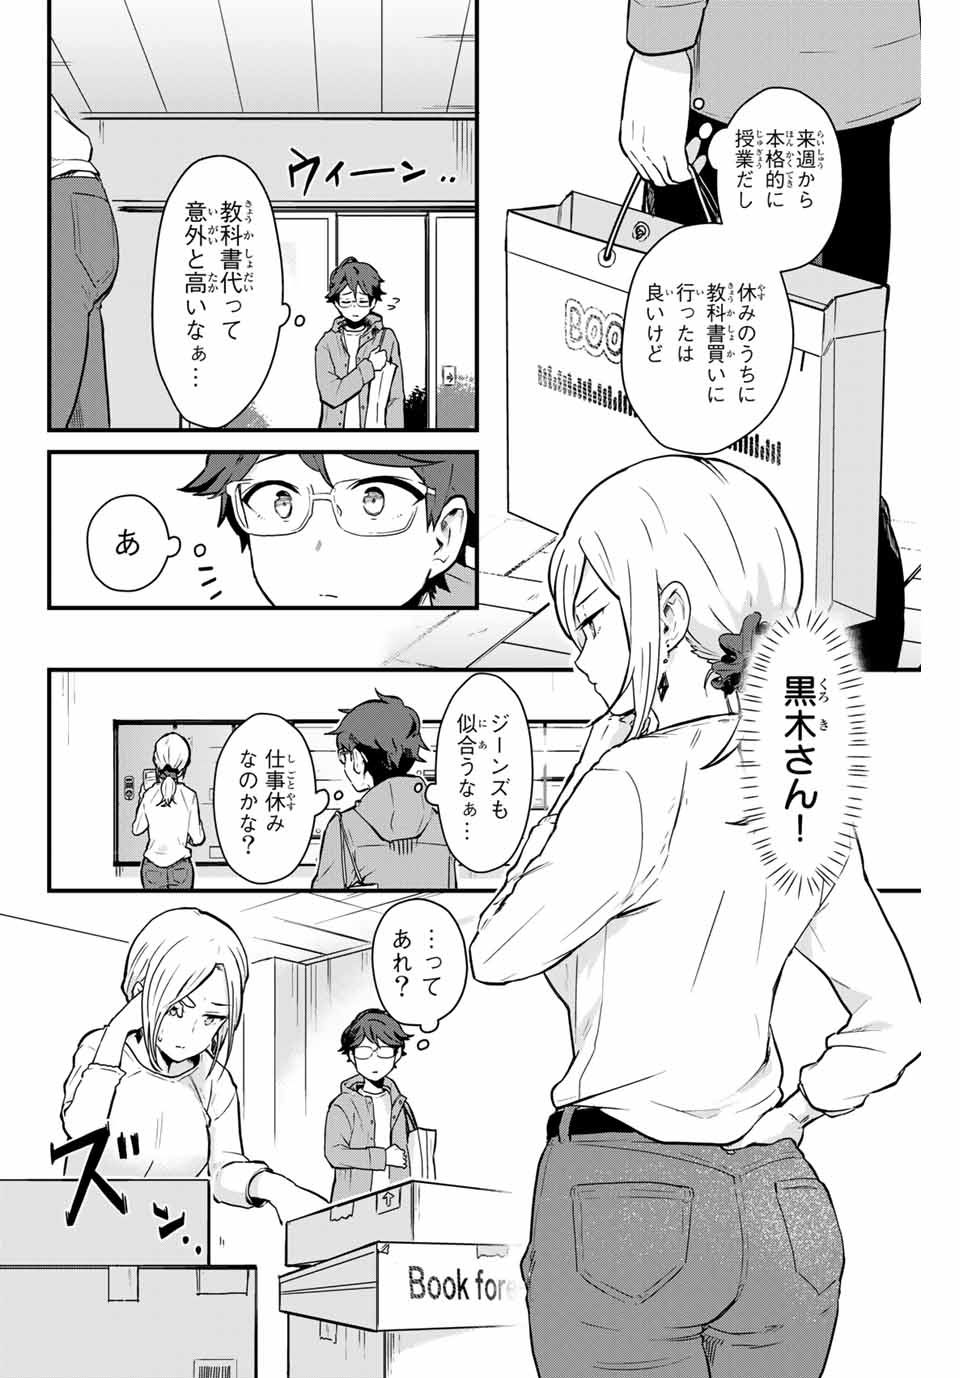 来週から
本格的に
授業だし
休みのうちに
教科書買いに
行ったは
良いけど
BOO
ウィーン‥
教科書代って
意外と高いなぁ…
あ
黒木さん！
ジーンズも
似合うなぁ…
仕事休み
なのかな？
…って
あれ？
ズ
ン‥
Book fore